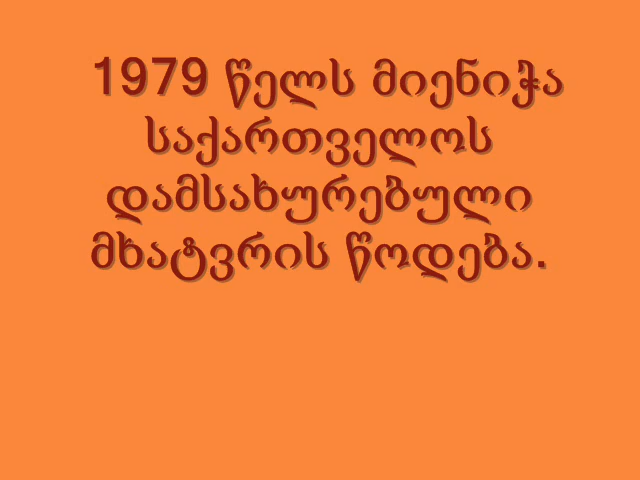 1979 წელს მიენიჭა
საქართველოს
დამსახურებული
მხატვრის წოდება.